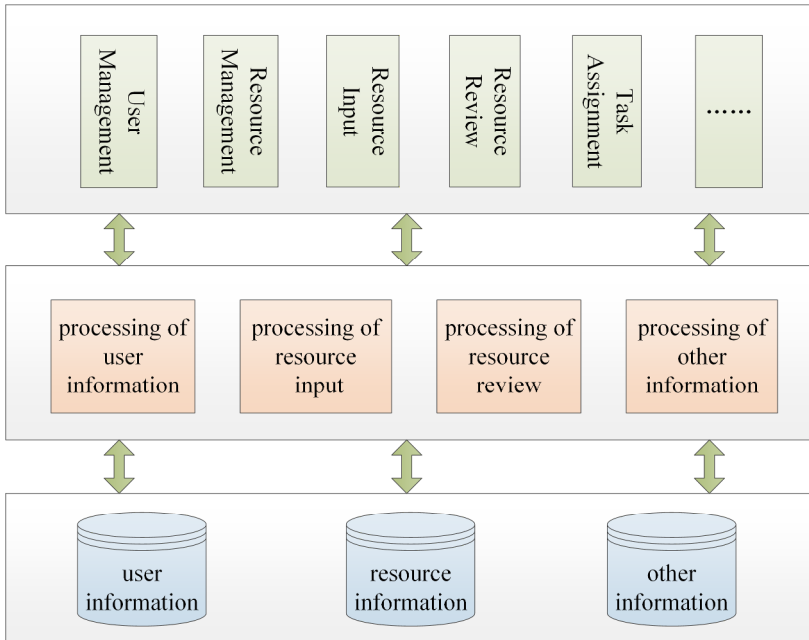 User
Management
Resource
Management
Resource
Input
Resource
Review
Task
Assignment
……
processing of
user
information
processing of
resource
input
processing of
resource
review
processing of
other
information
user
information
resource
information
other
information